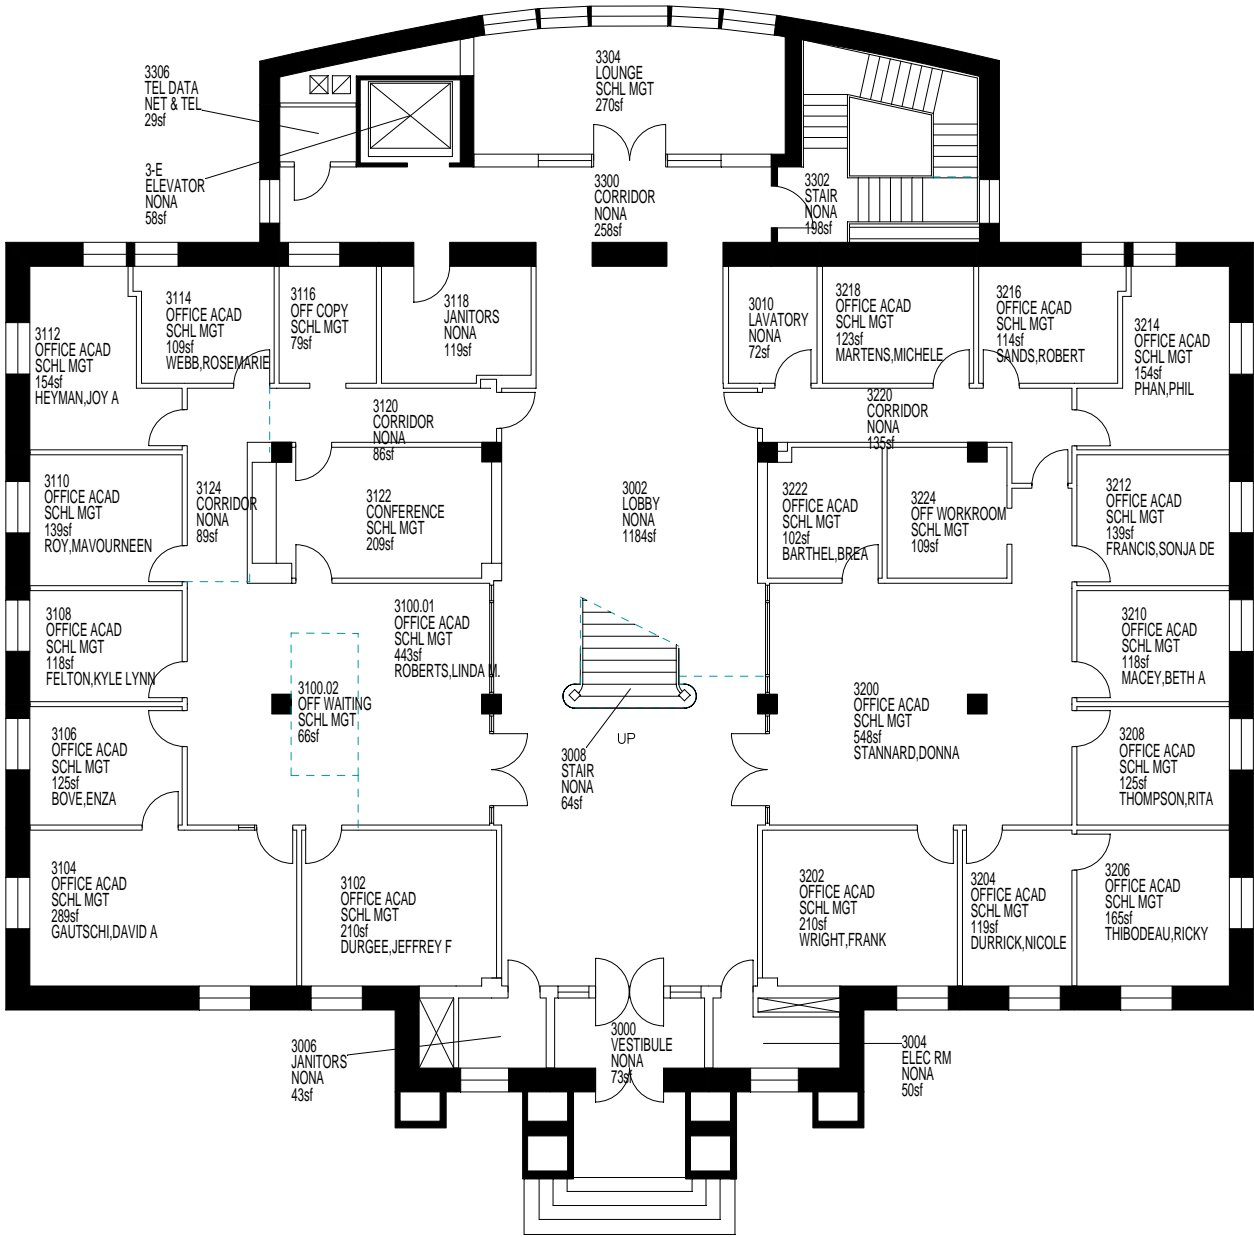 3306
TEL DATA
NET & TEL
29sf
3-E
ELEVATOR
NONA
58sf
3304
LOUNGE
SCHL MGT
270sf
3300
CORRIDOR
NONA
258sf
3302
STAIR
NONA
198sf
3112
OFFICE ACAD
SCHL MGT
154sf
HEYMAN,JOY A
3114
OFFICE ACAD
SCHL MGT
109sf
WEBB,ROSEMARIE
3116
OFF COPY
SCHL MGT
79sf
3118
JANITORS
NONA
119sf
3010
LAVATORY
NONA
72sf
3218
OFFICE ACAD
SCHL MGT
123sf
MARTENS,MICHELE
3216
OFFICE ACAD
SCHL MGT
114sf
SANDS,ROBERT
3214
OFFICE ACAD
SCHL MGT
154sf
PHAN,PHIL
3120
CORRIDOR
NONA
86sf
3220
CORRIDOR
NONA
135sf
3110
OFFICE ACAD
SCHL MGT
139sf
ROY,MAVOURNEEN
3124
CORRIDOR
NONA
89sf
3122
CONFERENCE
SCHL MGT
209sf
3002
LOBBY
NONA
1184sf
3222
OFFICE ACAD
SCHL MGT
102sf
BARTHEL,BREA
3224
OFF WORKROOM
SCHL MGT
109sf
3212
OFFICE ACAD
SCHL MGT
139sf
FRANCIS,SONJA DE
3108
OFFICE ACAD
SCHL MGT
118sf
FELTON,KYLE LYNN
3100.01
OFFICE ACAD
SCHL MGT
443sf
ROBERTS,LINDA M.
3210
OFFICE ACAD
SCHL MGT
118sf
MACEY,BETH A
3100.02
OFF WAITING
SCHL MGT
66sf
3200
OFFICE ACAD
SCHL MGT
548sf
STANNARD,DONNA
3106
OFFICE ACAD
SCHL MGT
125sf
BOVE,ENZA
UP
3008
STAIR
NONA
64sf
3208
OFFICE ACAD
SCHL MGT
125sf
THOMPSON,RITA
3104
OFFICE ACAD
SCHL MGT
289sf
GAUTSCHI,DAVID A
3102
OFFICE ACAD
SCHL MGT
210sf
DURGEE,JEFFREY F
3202
OFFICE ACAD
SCHL MGT
210sf
WRIGHT,FRANK
3204
OFFICE ACAD
SCHL MGT
119sf
DURRICK,NICOLE
3206
OFFICE ACAD
SCHL MGT
165sf
THIBODEAU,RICKY
3006
JANITORS
NONA
43sf
3000
VESTIBULE
NONA
73sf
3004
ELEC RM
NONA
50sf